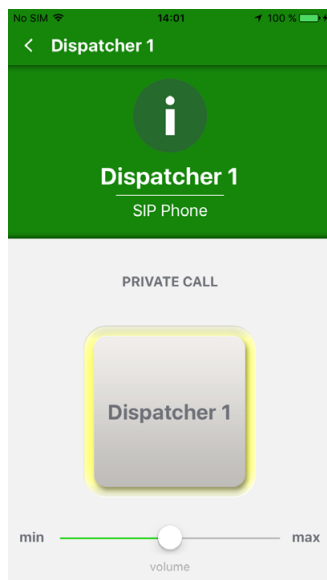 No SIM 14:01 100 %
Dispatcher 1
i
Dispatcher 1
SIP Phone
PRIVATE CALL
Dispatcher 1
min max
volume